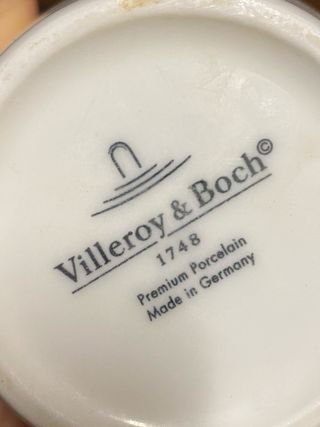 Villeroy & Boch©
1748
Premium Porcelain
Made in Germany